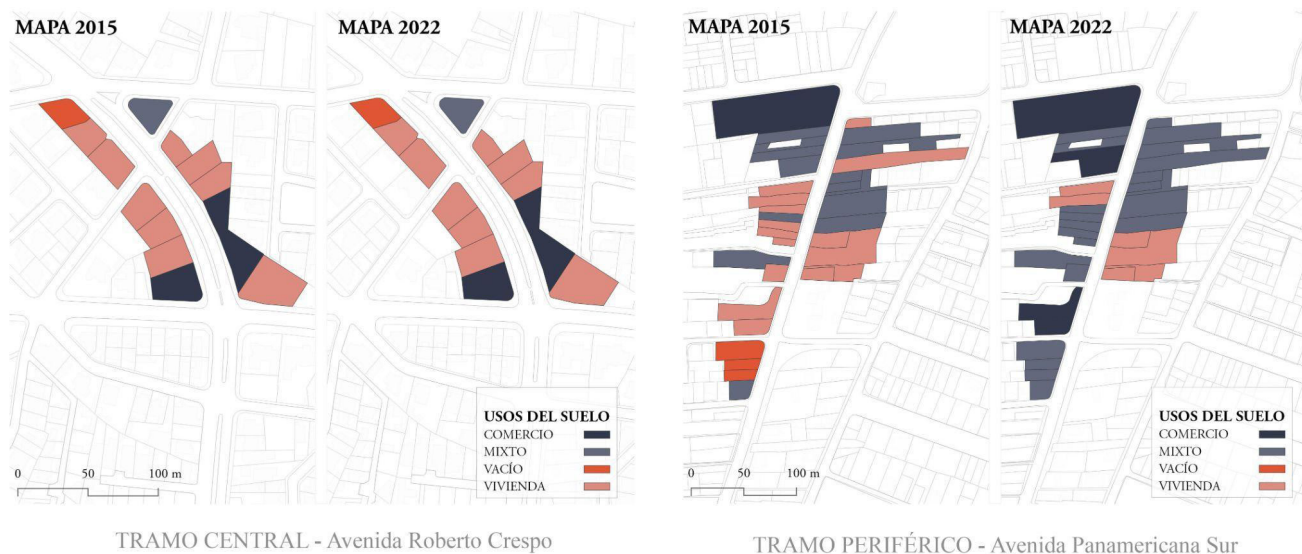 MAPA 2015
MAPA 2022
USOS DEL SUELO
COMERCIO
MIXTO
VACÍO
VIVIENDA
0 50 100 m
TRAMO CENTRAL - Avenida Roberto Crespo
MAPA 2015
MAPA 2022
USOS DEL SUELO
COMERCIO
MIXTO
VACÍO
VIVIENDA
0 50 100 m
TRAMO PERIFÉRICO - Avenida Panamericana Sur